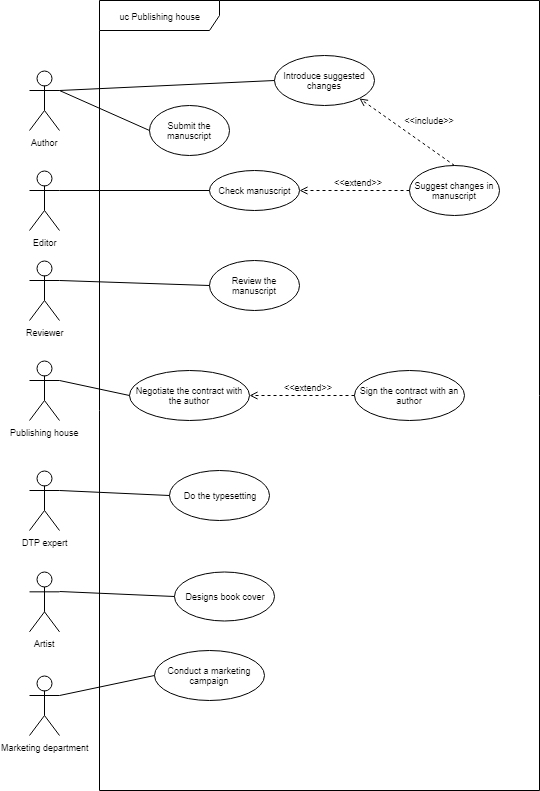 uc Publishing house
Introduce suggested
changes
Submit the
manuscript
<<include>>
Author
Check manuscript
<<extend>>
Suggest changes in
manuscript
Editor
Review the
manuscript
Reviewer
Negotiate the contract with
the author
<<extend>>
Sign the contract with an
author
Publishing house
Do the typesetting
DTP expert
Designs book cover
Artist
Conduct a marketing
campaign
Marketing department